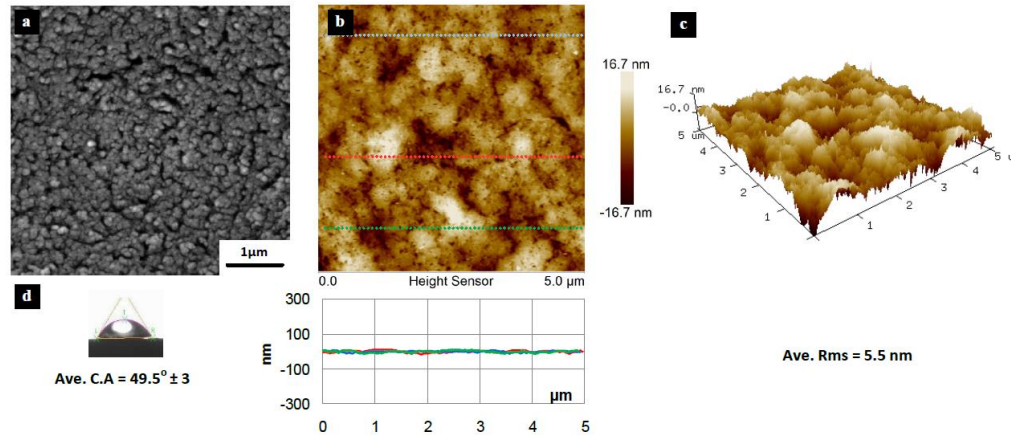 a
1µm
b
0.0 Height Sensor 5.0 µm
16.7 nm
-16.7 nm
c
16.7 nm
-0.0
5 um
4
3
2
1
1
2
3
4
5 u
d
Ave. C.A = 49.5° ± 3
300
100
-100
-300
nm
µm
0 1 2 3 4 5
Ave. Rms = 5.5 nm